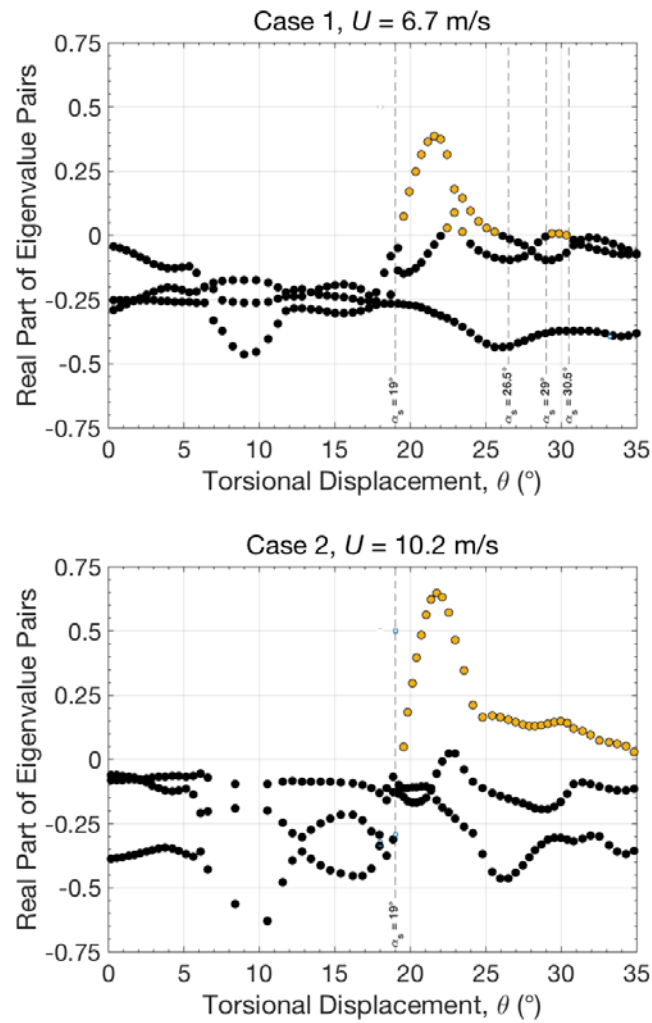 Case 1, U = 6.7 m/s
Real Part of Eigenvalue Pairs
0.75
0.5
0.25
0
-0.25
-0.5
-0.75
αs = 19°
αs = 26.5°
αs = 29°
αs = 30.5°
0 5 10 15 20 25 30 35
Torsional Displacement, θ (°)
Case 2, U = 10.2 m/s
Real Part of Eigenvalue Pairs
0.75
0.5
0.25
0
-0.25
-0.5
-0.75
αs = 19°
0 5 10 15 20 25 30 35
Torsional Displacement, θ (°)